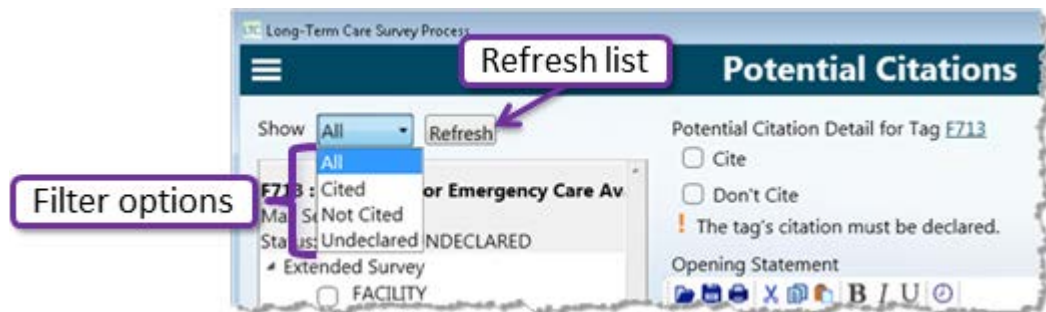 LTC Long-Term Care Survey Process
Refresh list
Potential Citations
Show All Refresh
Potential Citation Detail for Tag F713
All
Cite
F713 : or Emergency Care Av
Cited
Filter options
Don't Cite
Not Cited
! The tag's citation must be declared.
Undeclared NDECLARED
Extended Survey
Opening Statement
FACILITY
B I U